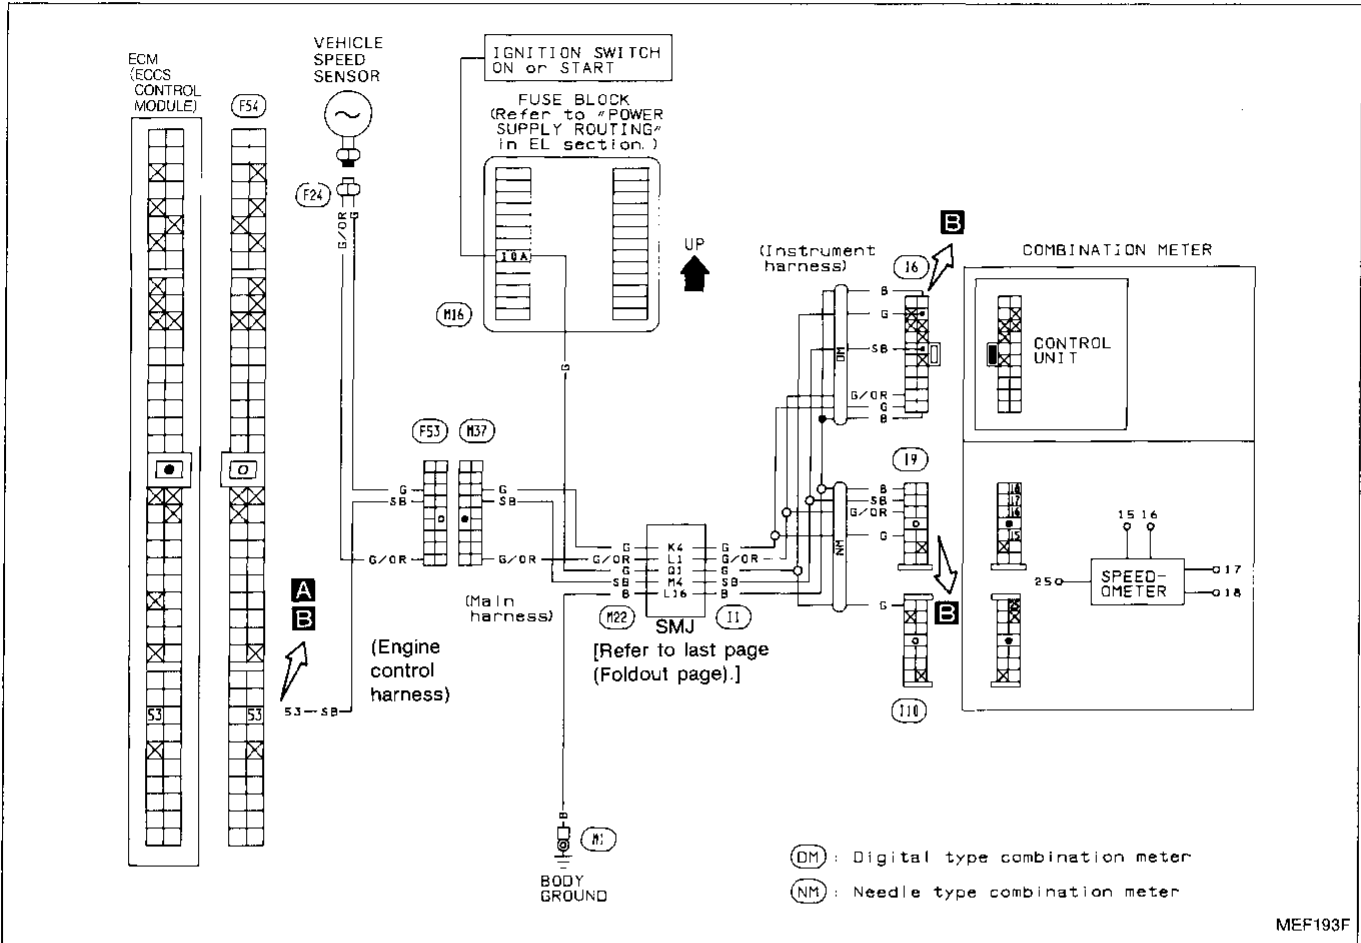 ECM
(ECCS
CONTROL
MODULE)
F54
VEHICLE
SPEED
SENSOR
F24
G/OR
G
IGNITION SWITCH
ON or START
FUSE BLOCK
(Refer to "POWER
SUPPLY ROUTING"
in EL section.)
10A
M16
UP
G
(Instrument
harness)
I6
B
COMBINATION METER
B
G
SB
G/OR
G
B
DM
CONTROL
UNIT
F53
M37
G
SB
G/OR
G
SB
G/OR
(Main
harness)
G
G/OR
G
SB
B
K4
L1
Q1
M4
L16
G
G/OR
G
SB
B
M22
I1
SMJ
[Refer to last page
(Foldout page).]
I9
B
SB
G/OR
G
NM
G
B
I10
18
17
16
15
15 16
25
SPEED-
OMETER
17
18
A
B
(Engine
control
harness)
53
53
53 SB
B
M1
BODY
GROUND
DM : Digital type combination meter
NM : Needle type combination meter
MEF193F